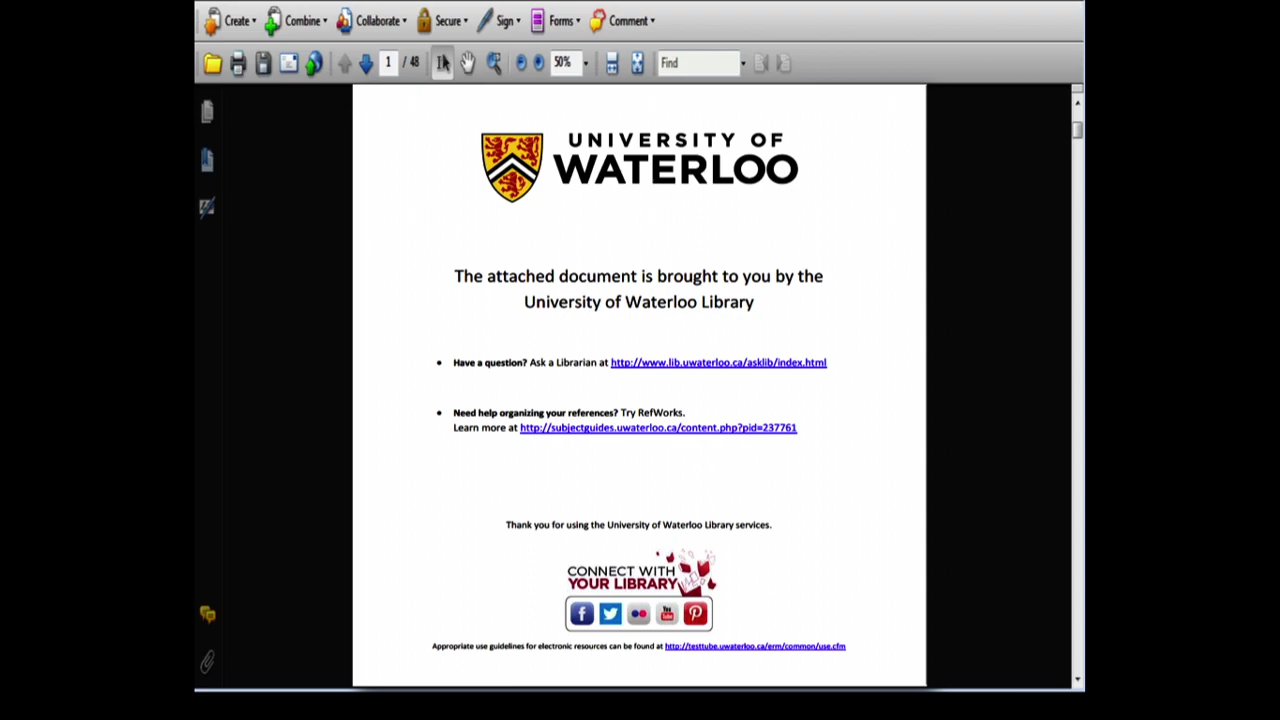 Create Combine Collaborate Secure Sign Forms Comment
1 / 48 50% Find
UNIVERSITY OF
WATERLOO
The attached document is brought to you by the
University of Waterloo Library
• Have a question? Ask a Librarian at http://www.lib.uwaterloo.ca/asklib/index.html
• Need help organizing your references? Try RefWorks.
Learn more at http://subjectguides.uwaterloo.ca/content.php?pid=237761
Thank you for using the University of Waterloo Library services.
CONNECT WITH
YOUR LIBRARY
You Tube
Appropriate use guidelines for electronic resources can be found at http://testtube.uwaterloo.ca/erm/common/use.cfm